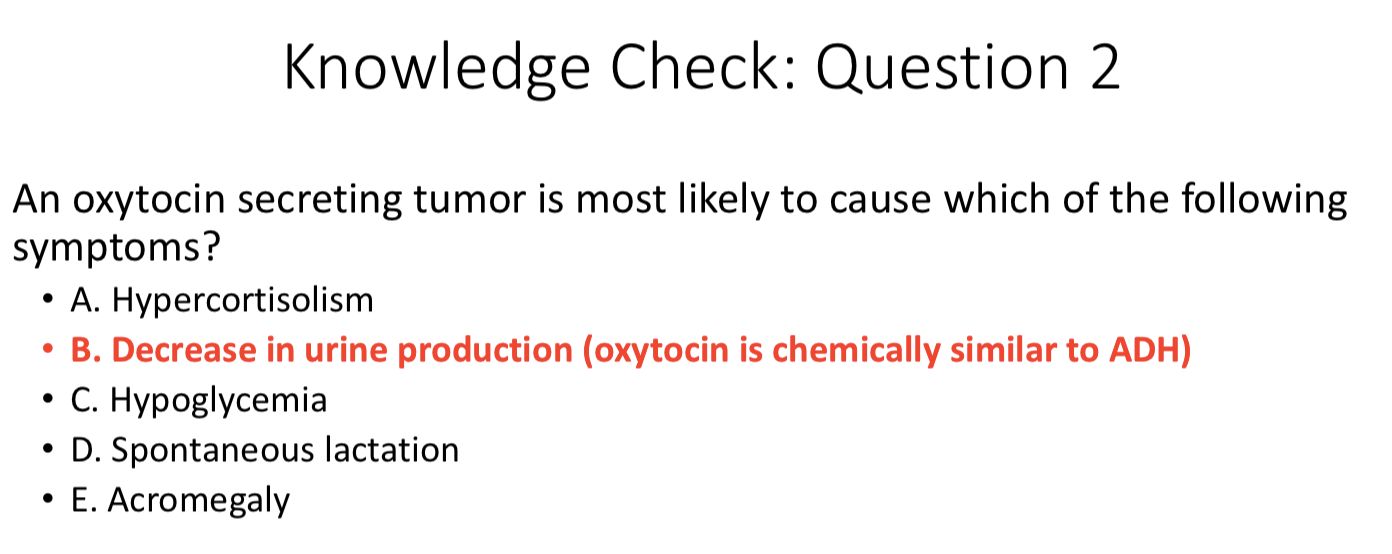 Knowledge Check: Question 2
An oxytocin secreting tumor is most likely to cause which of the following
symptoms?
• A. Hypercortisolism
• B. Decrease in urine production (oxytocin is chemically similar to ADH)
• C. Hypoglycemia
• D. Spontaneous lactation
• E. Acromegaly